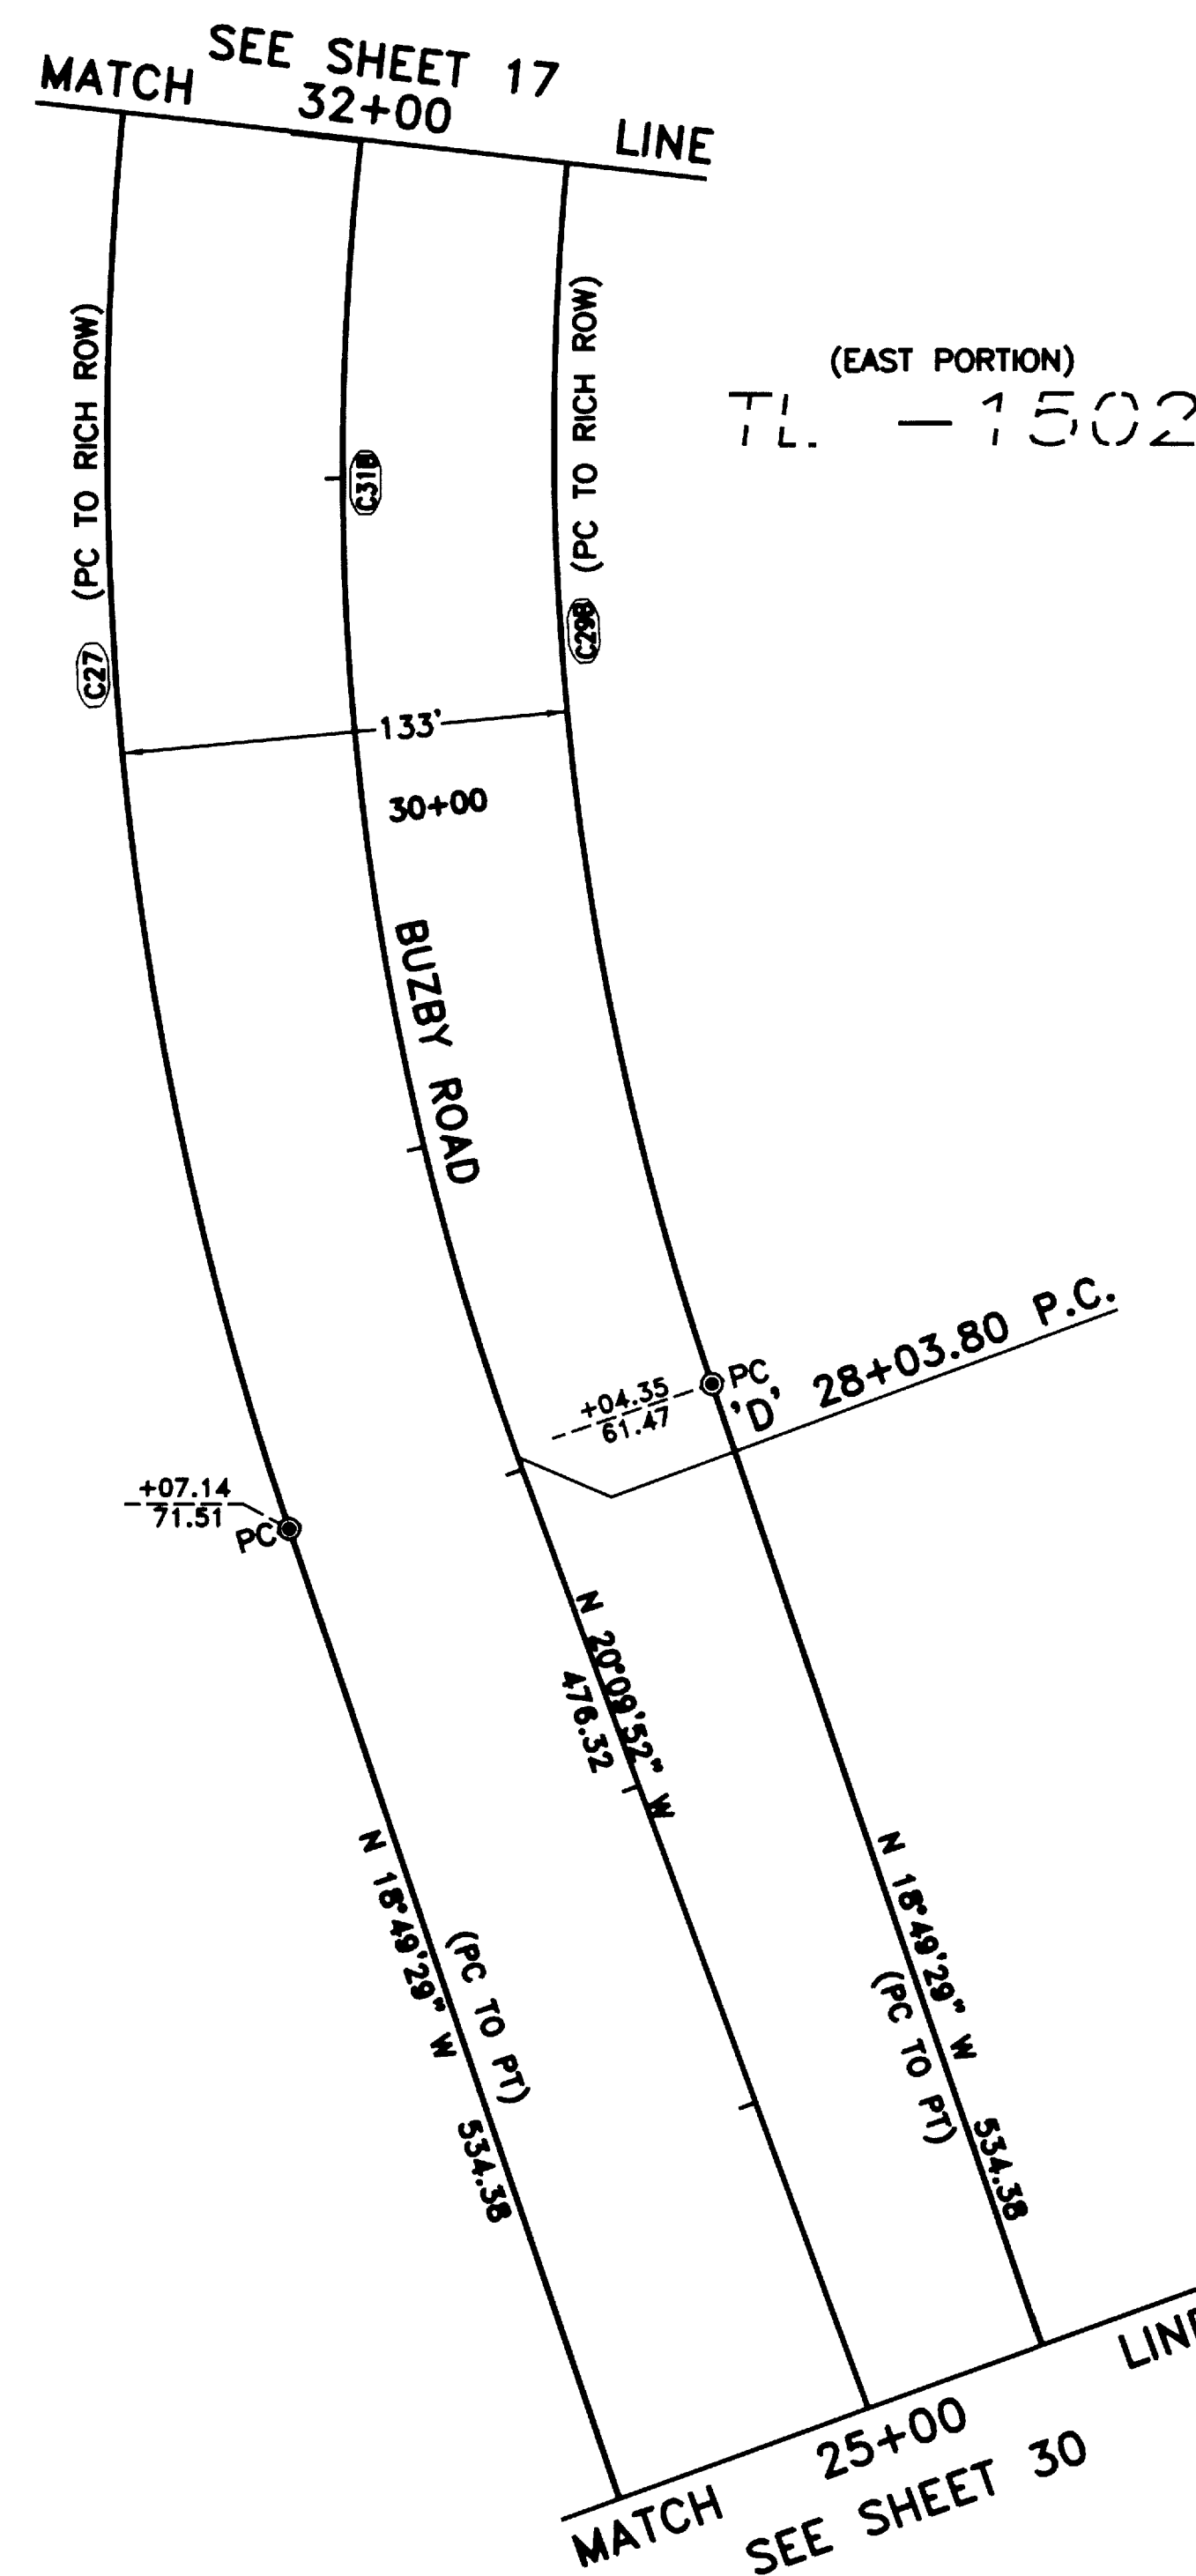 SEE SHEET 17
MATCH 32+00 LINE
(PC TO RICH ROW)
(PC TO RICH ROW)
(EAST PORTION)
TL. -1502
C31B
C29B
C27
133'
30+00
BUZBY ROAD
'D' 28+03.80 P.C.
PC
+04.35
61.47
+07.14
71.51
PC
N 20°09'52" W
476.32
N 18°49'29" W 534.38
(PC TO PT)
N 18°49'29" W 534.38
(PC TO PT)
MATCH 25+00 LINE
SEE SHEET 30